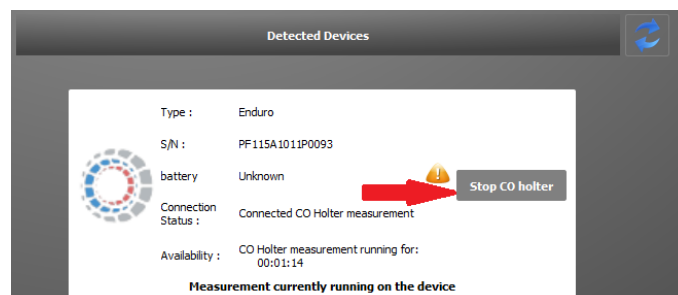 Detected Devices
Type : Enduro
S/N : PF115A1011P0093
battery Unknown
Stop CO holter
Connection
Status : Connected CO Holter measurement
Availability : CO Holter measurement running for:
00:01:14
Measurement currently running on the device